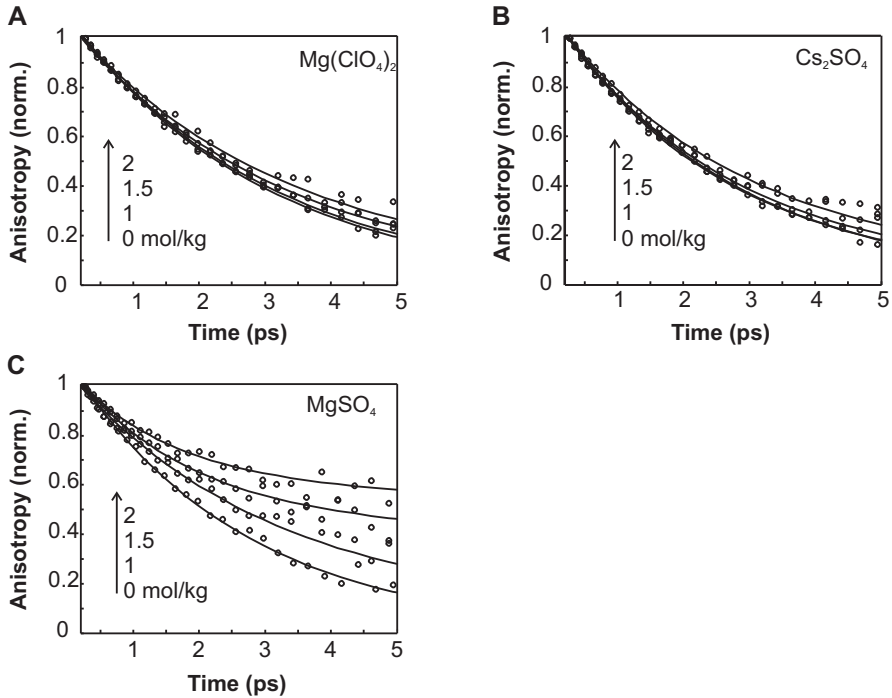 A
Mg(ClO₄)₂
Anisotropy (norm.)
1
0.8
0.6
0.4
0.2
0
2
1.5
1
0 mol/kg
1 2 3 4 5
Time (ps)
B
Cs₂SO₄
Anisotropy (norm.)
1
0.8
0.6
0.4
0.2
0
2
1.5
1
0 mol/kg
1 2 3 4 5
Time (ps)
C
MgSO₄
Anisotropy (norm.)
1
0.8
0.6
0.4
0.2
0
2
1.5
1
0 mol/kg
1 2 3 4 5
Time (ps)